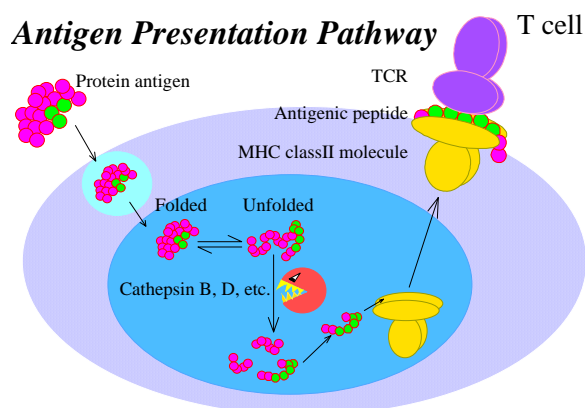 Antigen Presentation Pathway
T cell
Protein antigen
TCR
Antigenic peptide
MHC classII molecule
Folded
Unfolded
Cathepsin B, D, etc.